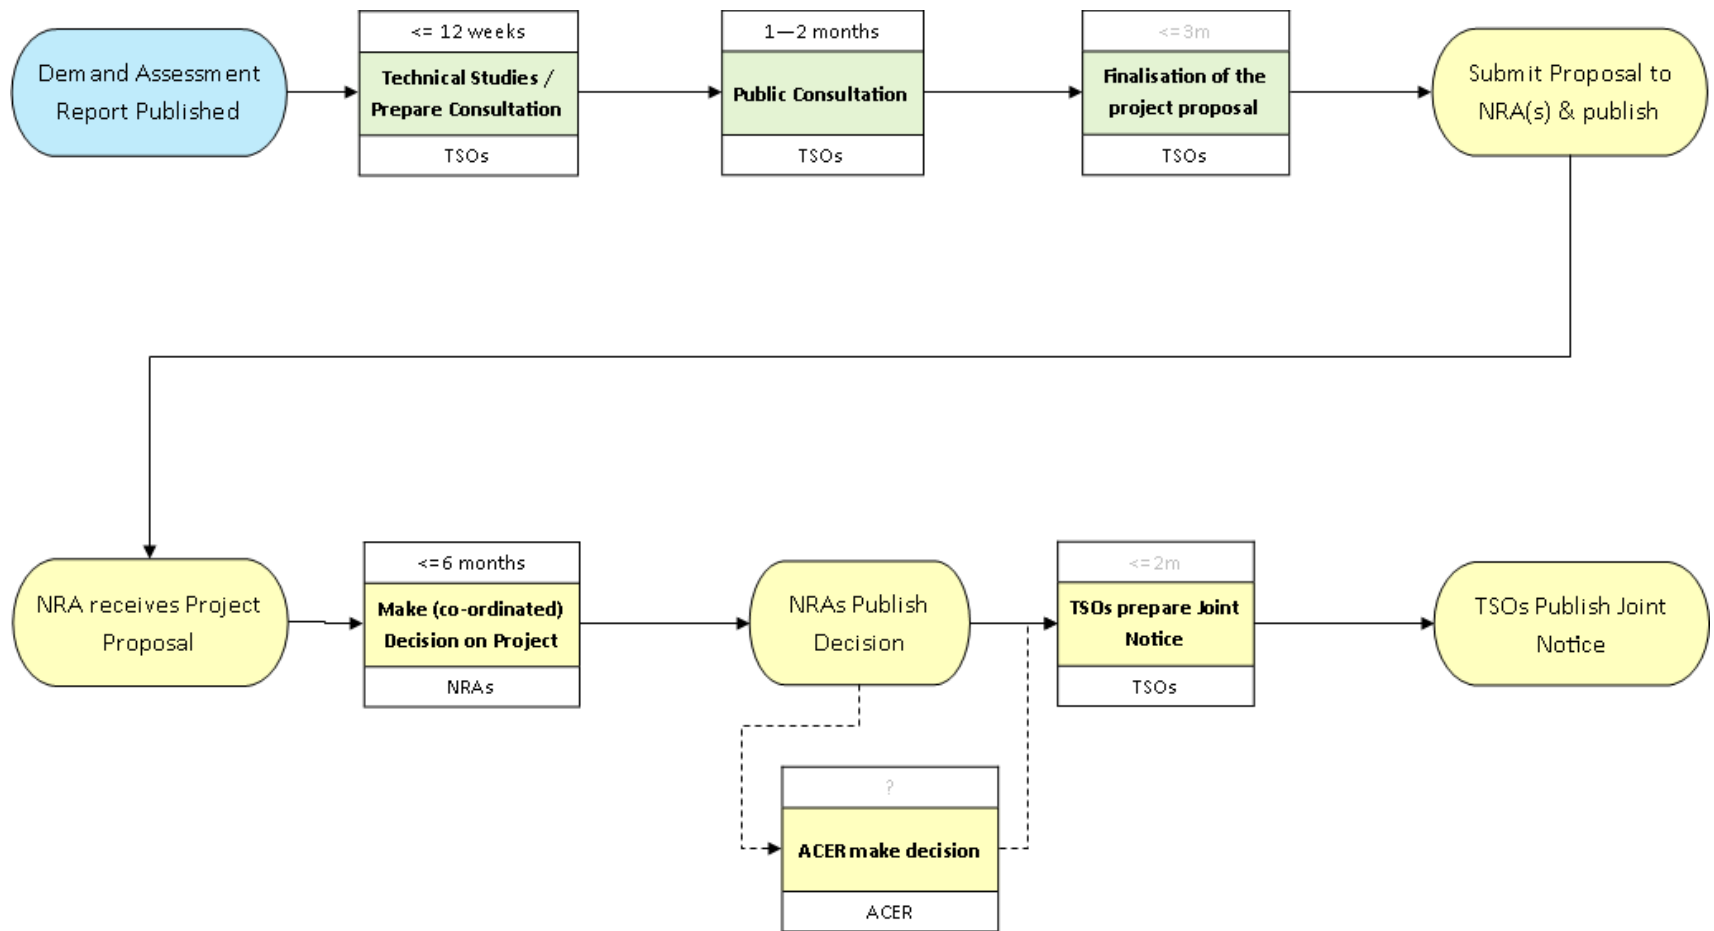 Demand Assessment
Report Published
<= 12 weeks
Technical Studies /
Prepare Consultation
TSOs
1—2 months
Public Consultation
TSOs
<=3m
Finalisation of the
project proposal
TSOs
Submit Proposal to
NRA(s) & publish
NRA receives Project
Proposal
<=6 months
Make (co-ordinated)
Decision on Project
NRAs
NRAs Publish
Decision
<=2m
TSOs prepare Joint
Notice
TSOs
TSOs Publish Joint
Notice
?
ACER make decision
ACER